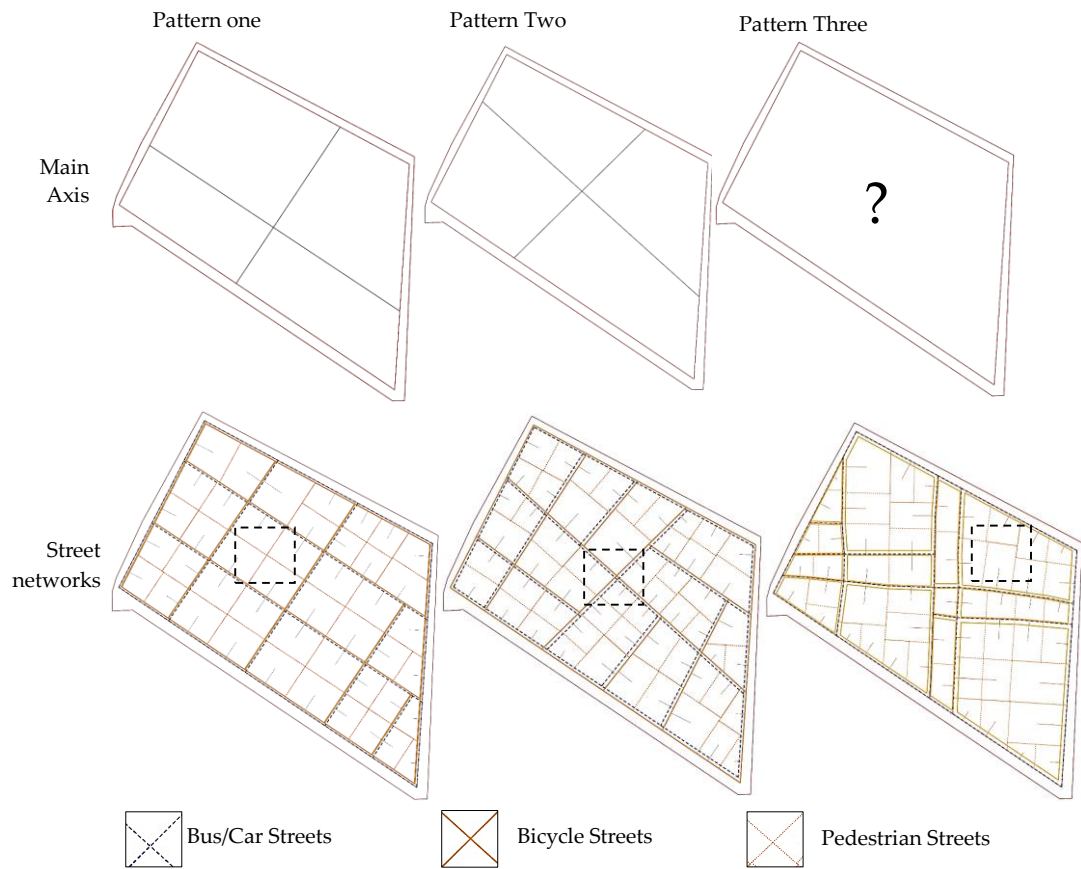 Pattern one
Pattern Two
Pattern Three
Main
Axis
?
Street
networks
Bus/Car Streets
Bicycle Streets
Pedestrian Streets